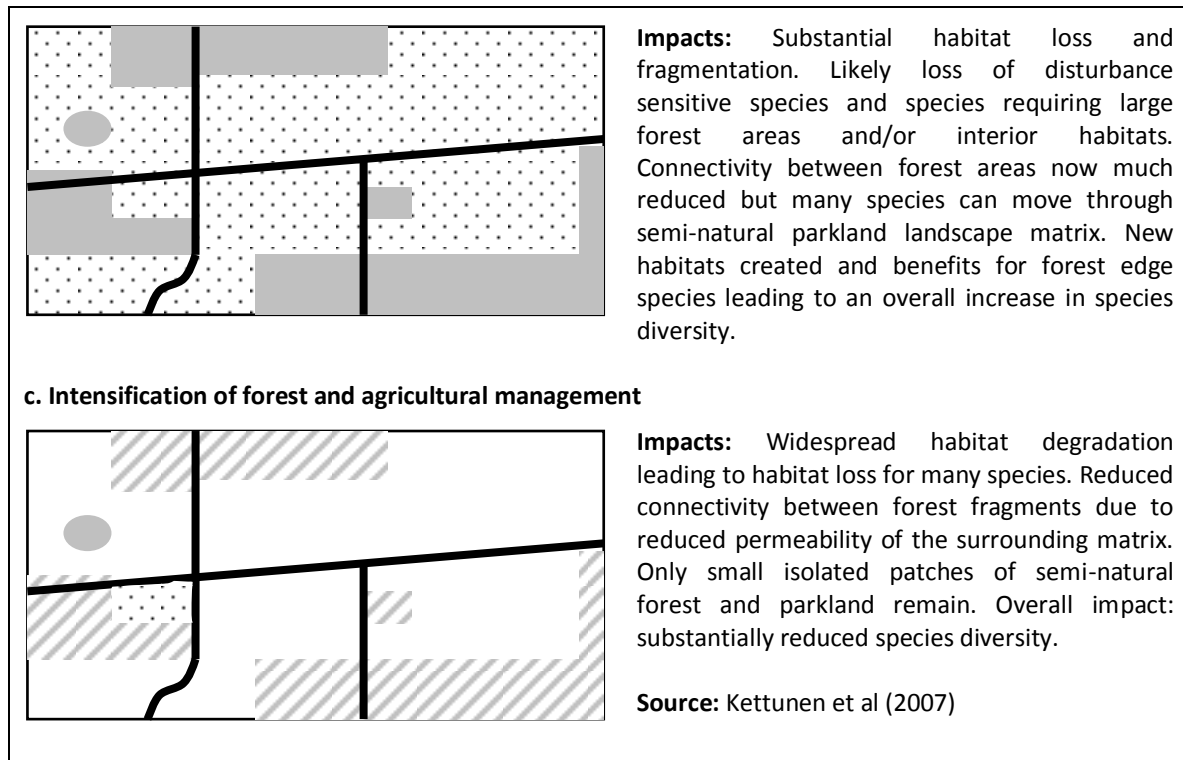 Impacts: Substantial habitat loss and
fragmentation. Likely loss of disturbance
sensitive species and species requiring large
forest areas and/or interior habitats.
Connectivity between forest areas now much
reduced but many species can move through
semi-natural parkland landscape matrix. New
habitats created and benefits for forest edge
species leading to an overall increase in species
diversity.
c. Intensification of forest and agricultural management
Impacts: Widespread habitat degradation
leading to habitat loss for many species. Reduced
connectivity between forest fragments due to
reduced permeability of the surrounding matrix.
Only small isolated patches of semi-natural
forest and parkland remain. Overall impact:
substantially reduced species diversity.
Source: Kettunen et al (2007)